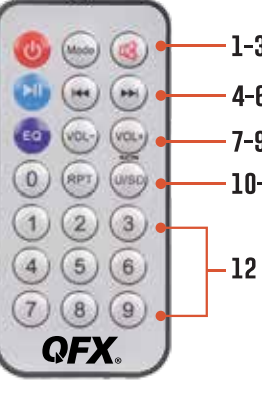 Mode 1-3
4-6
EQ VOL- VOL+ 7-9
0 RPT U/SD 10-
1 2 3
4 5 6 12
7 8 9
QFX.